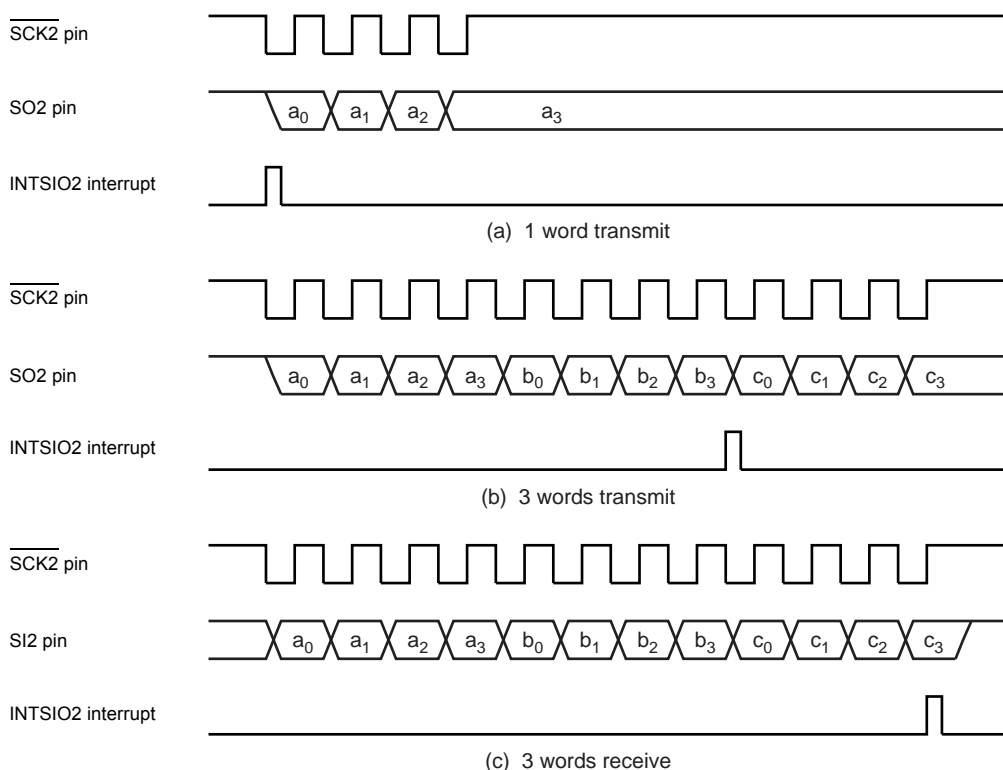 SCK2 pin
SO2 pin
a0 a1 a2 a3
INTSIO2 interrupt
(a) 1 word transmit
SCK2 pin
SO2 pin
a0 a1 a2 a3 b0 b1 b2 b3 c0 c1 c2 c3
INTSIO2 interrupt
(b) 3 words transmit
SCK2 pin
SI2 pin
a0 a1 a2 a3 b0 b1 b2 b3 c0 c1 c2 c3
INTSIO2 interrupt
(c) 3 words receive